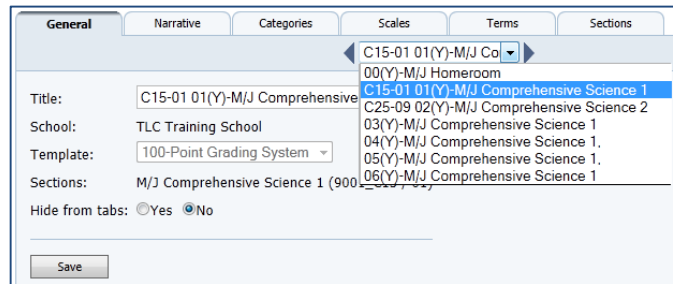 General Narrative Categories Scales Terms Sections
C15-01 01(Y)-M/J Co
00(Y)-M/J Homeroom
C15-01 01(Y)-M/J Comprehensive Science 1
C25-09 02(Y)-M/J Comprehensive Science 2
03(Y)-M/J Comprehensive Science 1
04(Y)-M/J Comprehensive Science 1,
05(Y)-M/J Comprehensive Science 1,
06(Y)-M/J Comprehensive Science 1
Title: C15-01 01(Y)-M/J Comprehensive
School: TLC Training School
Template: 100-Point Grading System
Sections: M/J Comprehensive Science 1
Hide from tabs: Yes No
Save